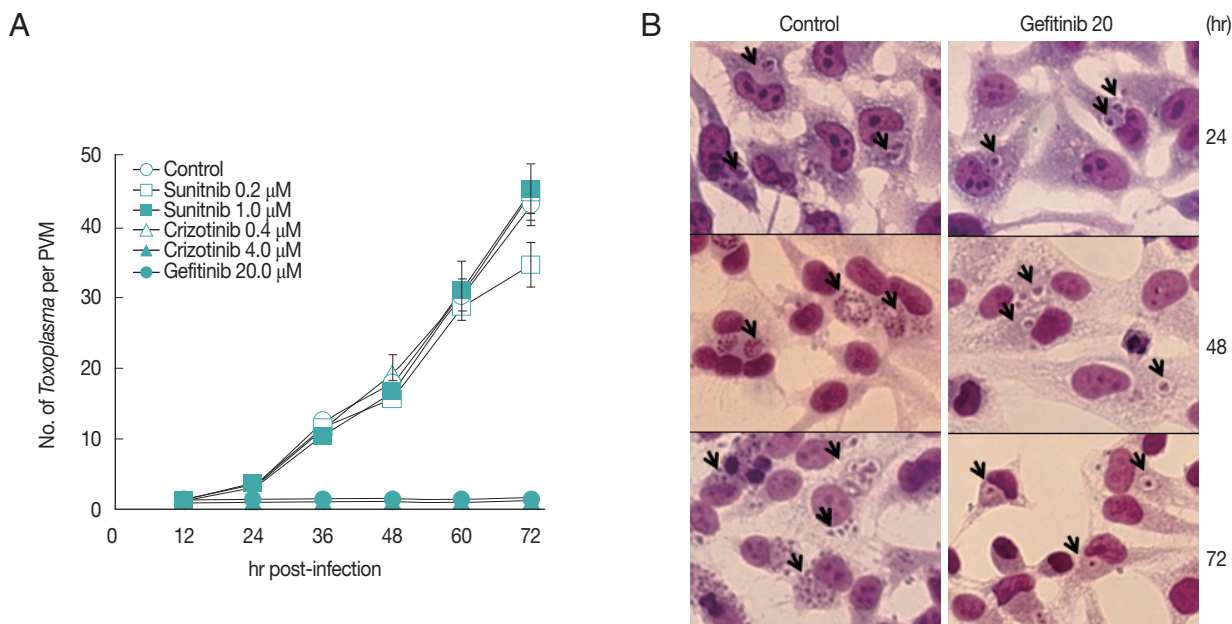 A
50
40
30
20
10
0
No. of Toxoplasma per PVM
Control
Sunitnib 0.2 μM
Sunitnib 1.0 μM
Crizotinib 0.4 μM
Crizotinib 4.0 μM
Gefitinib 20.0 μM
0 12 24 36 48 60 72
hr post-infection
B
Control Gefitinib 20 (hr)
24
48
72